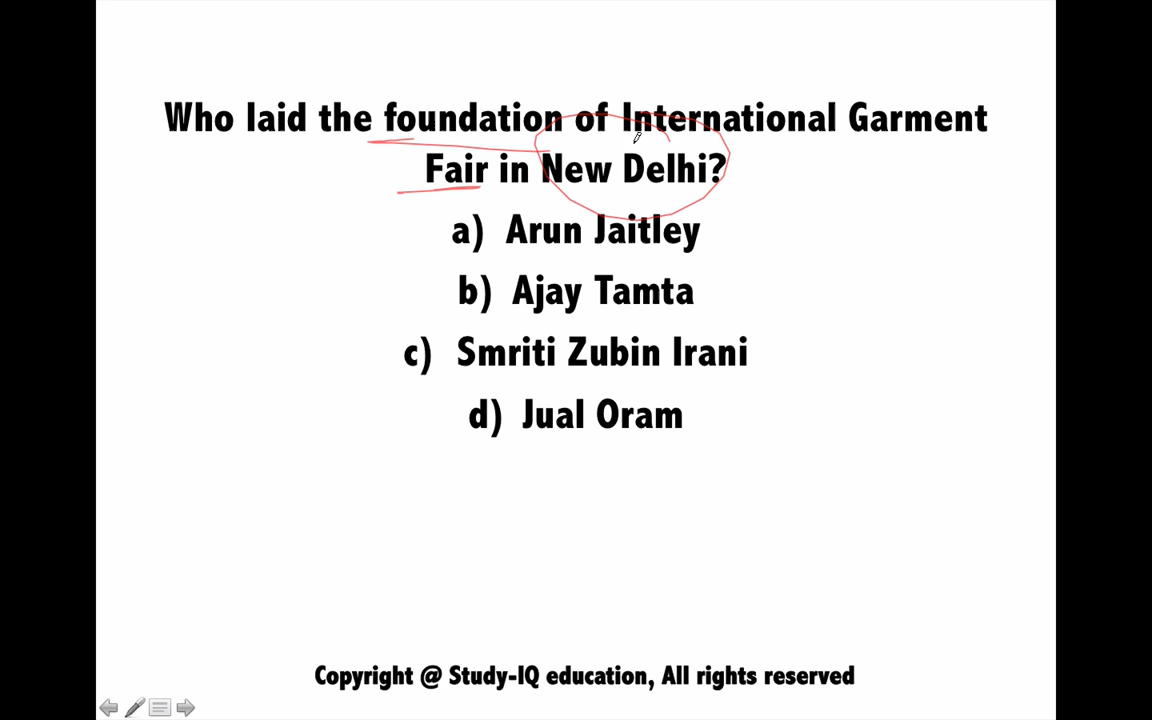 Who laid the foundation of International Garment
Fair in New Delhi?
a) Arun Jaitley
b) Ajay Tamta
c) Smriti Zubin Irani
d) Jual Oram
Copyright @ Study-IQ education, All rights reserved